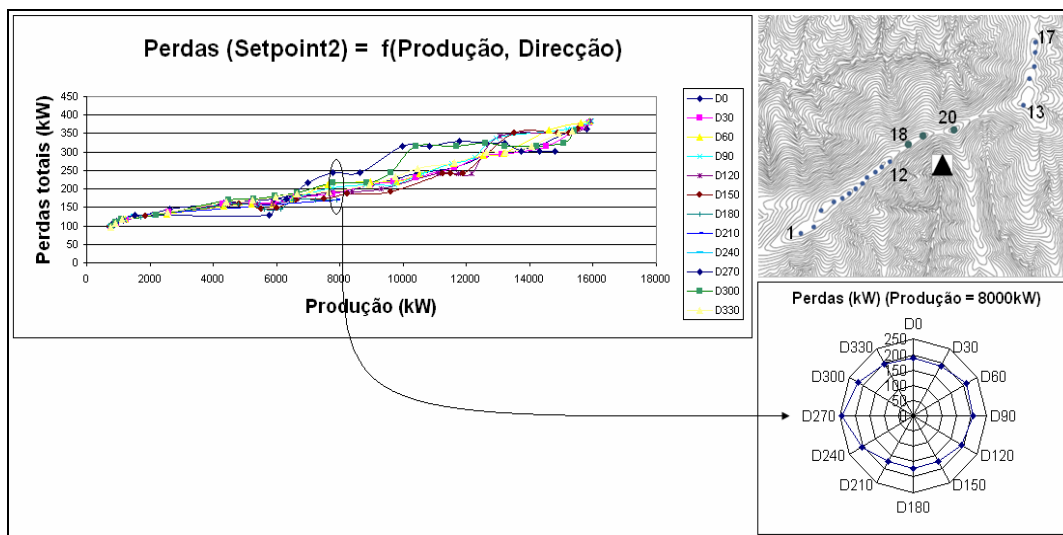 Perdas (Setpoint2) = f(Produção, Direcção)
Perdas totais (kW)
450
400
350
300
250
200
150
100
50
0
0 2000 4000 6000 8000 10000 12000 14000 16000 18000
Produção (kW)
D0
D30
D60
D90
D120
D150
D180
D210
D240
D270
D300
D330
17
20
18
13
12
1
Perdas (kW) (Produção = 8000kW)
D0
D330 250 D30
200
D300 150 D60
100
50
D270 0 D90
D240 D120
D210 D150
D180